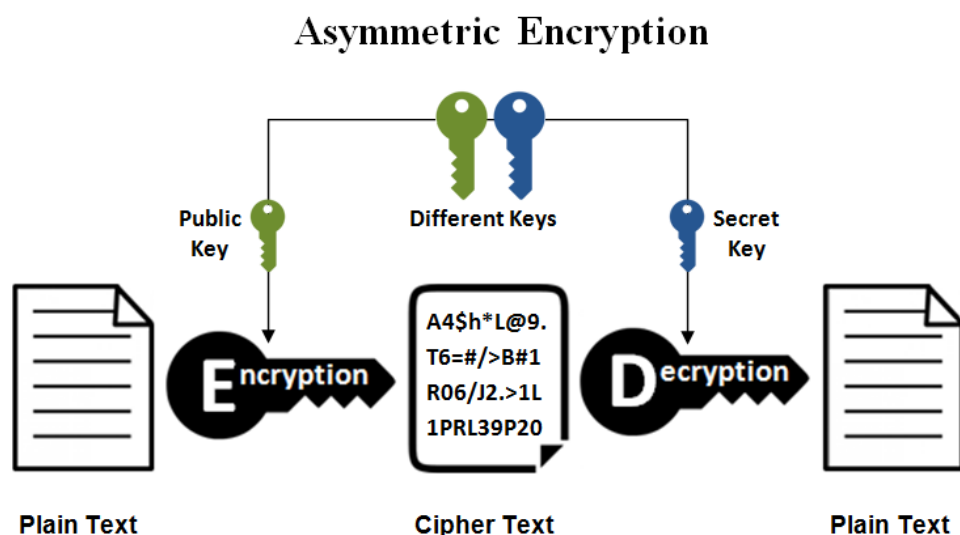 Asymmetric Encryption
Public
Key
Different Keys
Secret
Key
Encryption
A4$h*L@9.
T6=#/>B#1
R06/J2.>1L
1PRL39P20
Decryption
Plain Text
Cipher Text
Plain Text